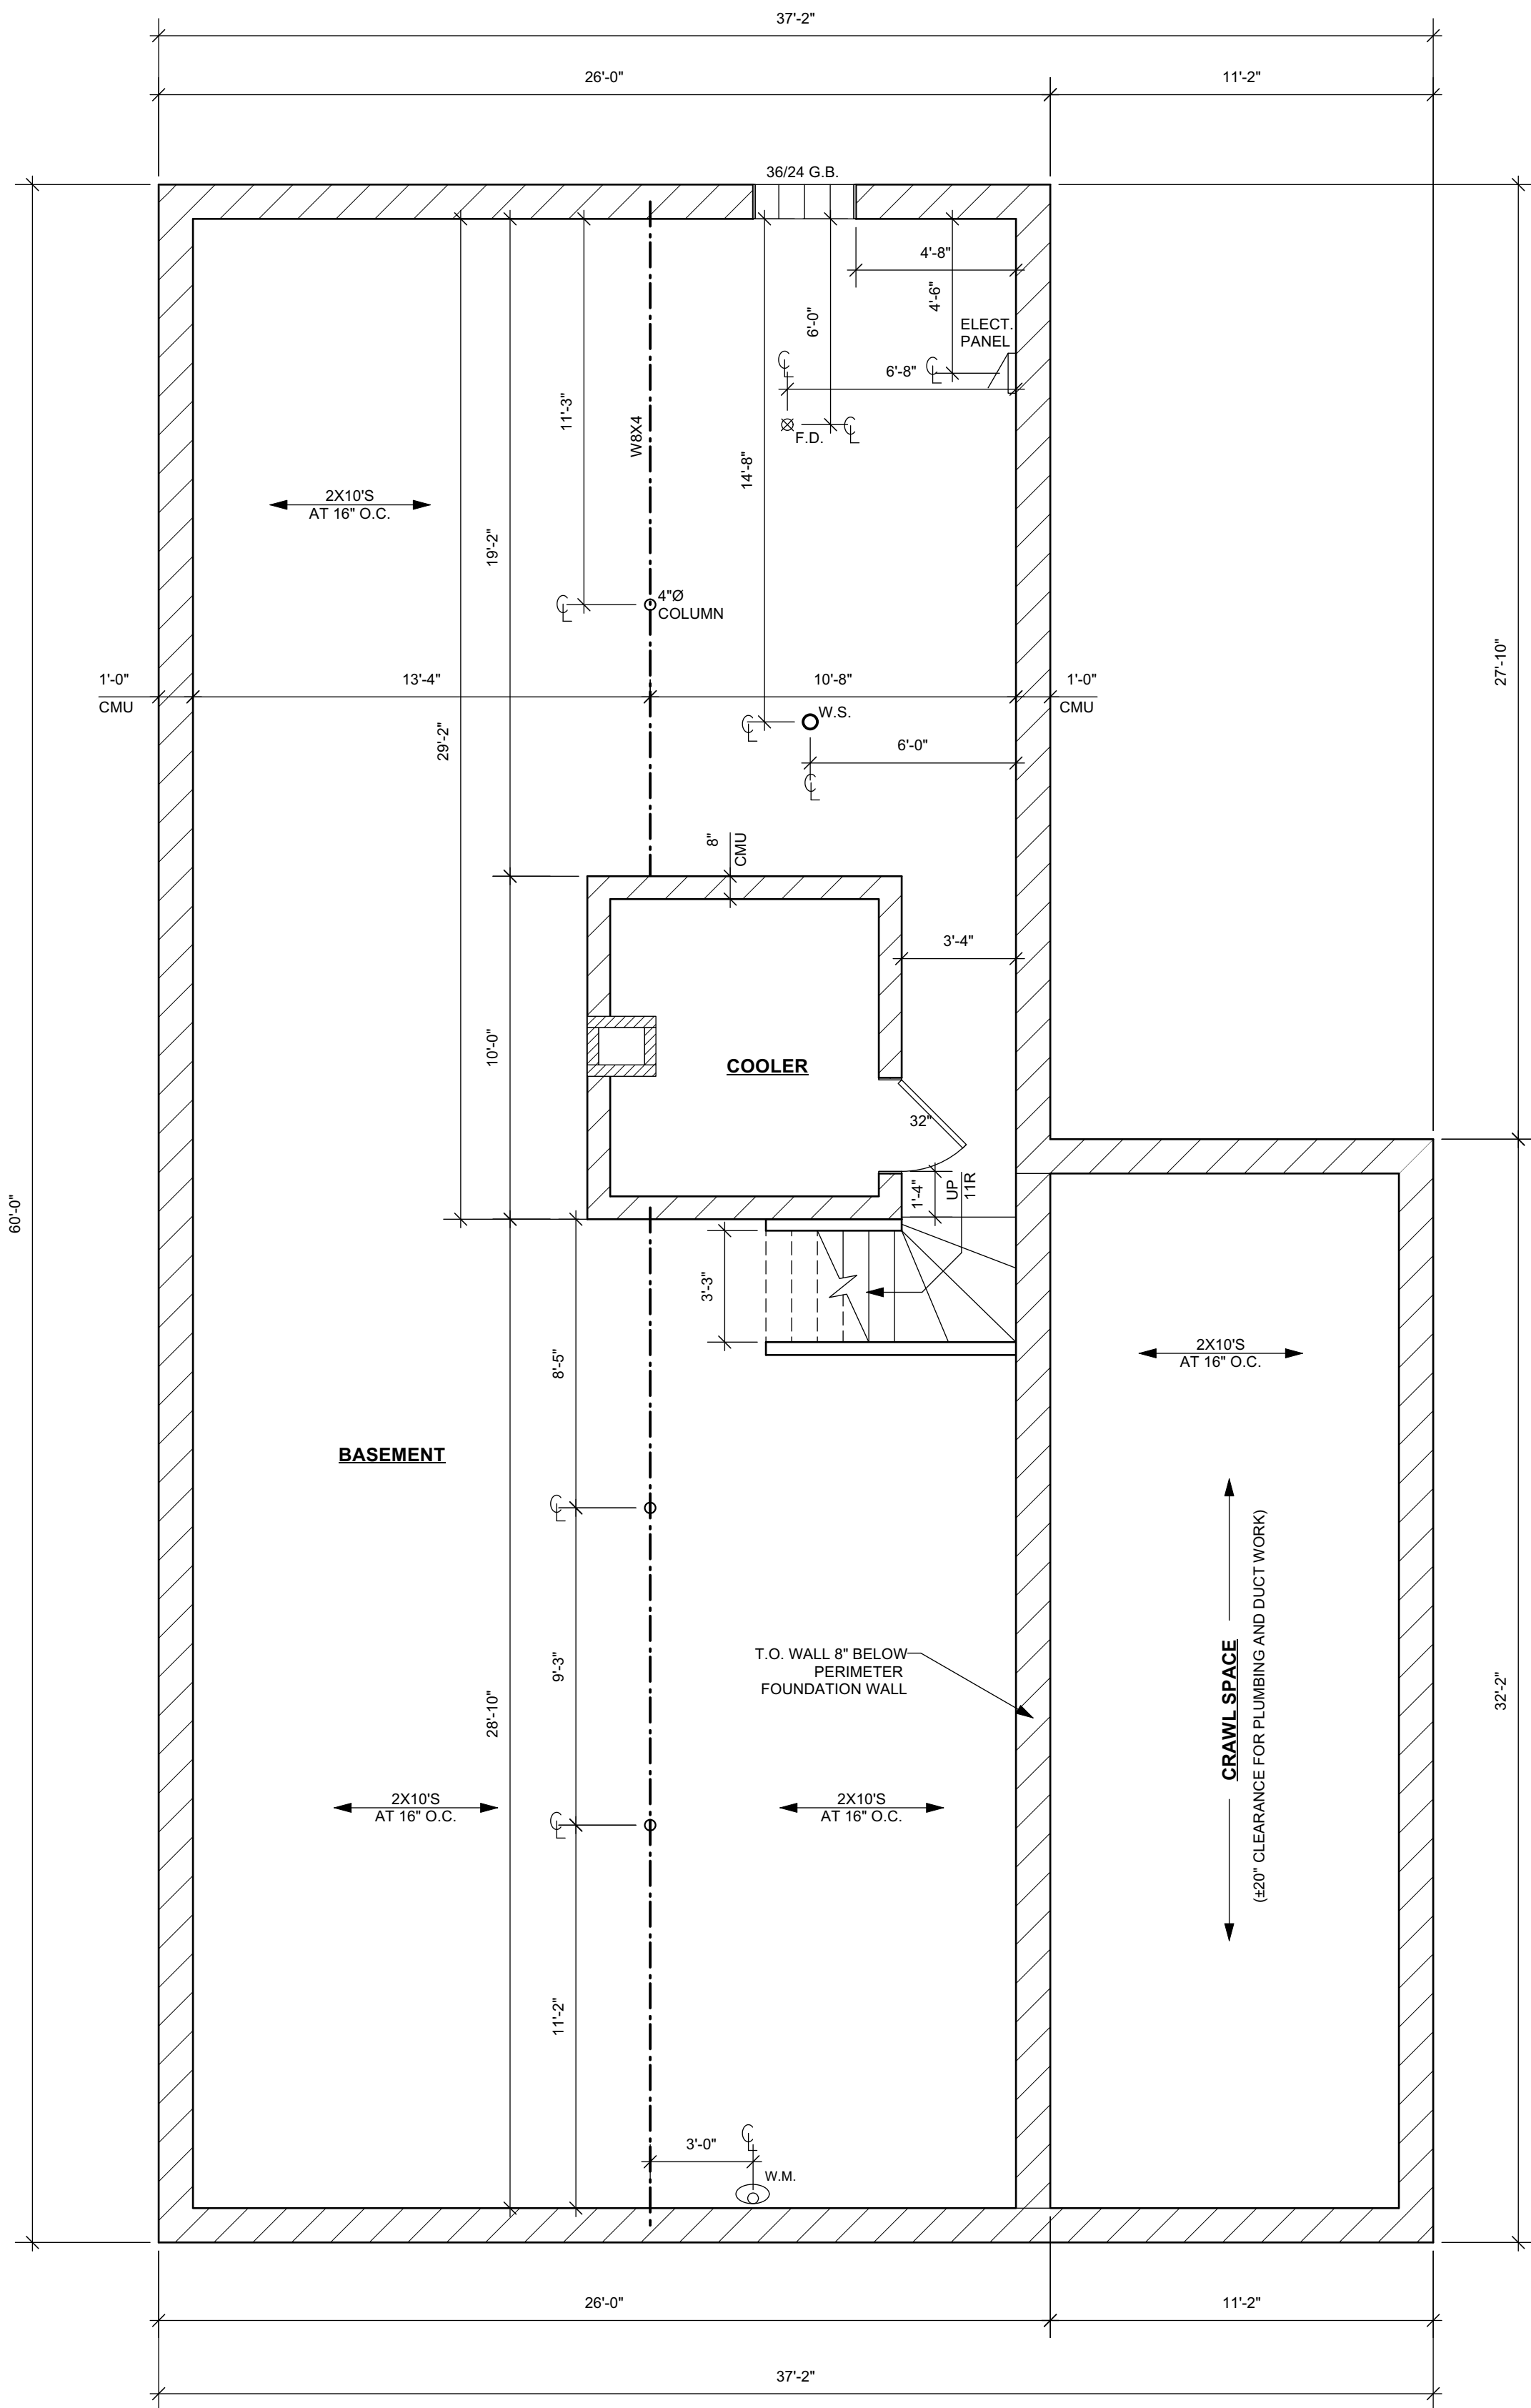 37'-2"
26'-0"
11'-2"
36/24 G.B.
4'-8"
4'-6"
6'-0"
ELECT.
PANEL
6'-8"
F.D.
11'-3"
W8X4
14'-8"
2X10'S
AT 16" O.C.
19'-2"
4"Ø
COLUMN
1'-0"
CMU
13'-4"
10'-8"
1'-0"
CMU
27'-10"
W.S.
29'-2"
6'-0"
8"
CMU
3'-4"
10'-0"
COOLER
32"
1'-4"
UP
11R
60'-0"
3'-3"
8'-5"
2X10'S
AT 16" O.C.
BASEMENT
T.O. WALL 8" BELOW
PERIMETER
FOUNDATION WALL
9'-3"
28'-10"
CRAWL SPACE
(±20" CLEARANCE FOR PLUMBING AND DUCT WORK)
32'-2"
2X10'S
AT 16" O.C.
2X10'S
AT 16" O.C.
11'-2"
3'-0"
W.M.
26'-0"
11'-2"
37'-2"